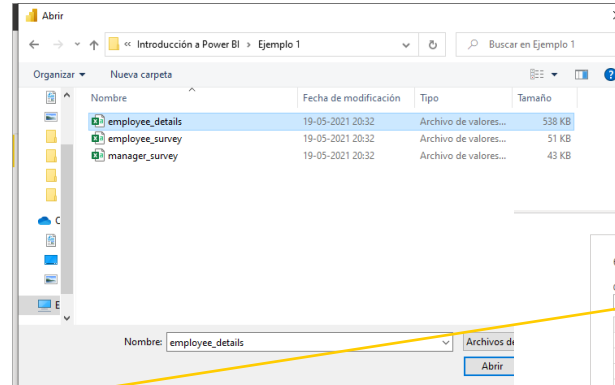 Abrir
« Introducción a Power BI > Ejemplo 1
Buscar en Ejemplo 1
Organizar
Nueva carpeta
Nombre Fecha de modificación Tipo Tamaño
employee_details 19-05-2021 20:32 Archivo de valores... 538 KB
employee_survey 19-05-2021 20:32 Archivo de valores... 51 KB
manager_survey 19-05-2021 20:32 Archivo de valores... 43 KB
Nombre: employee_details
Archivos de
Abrir